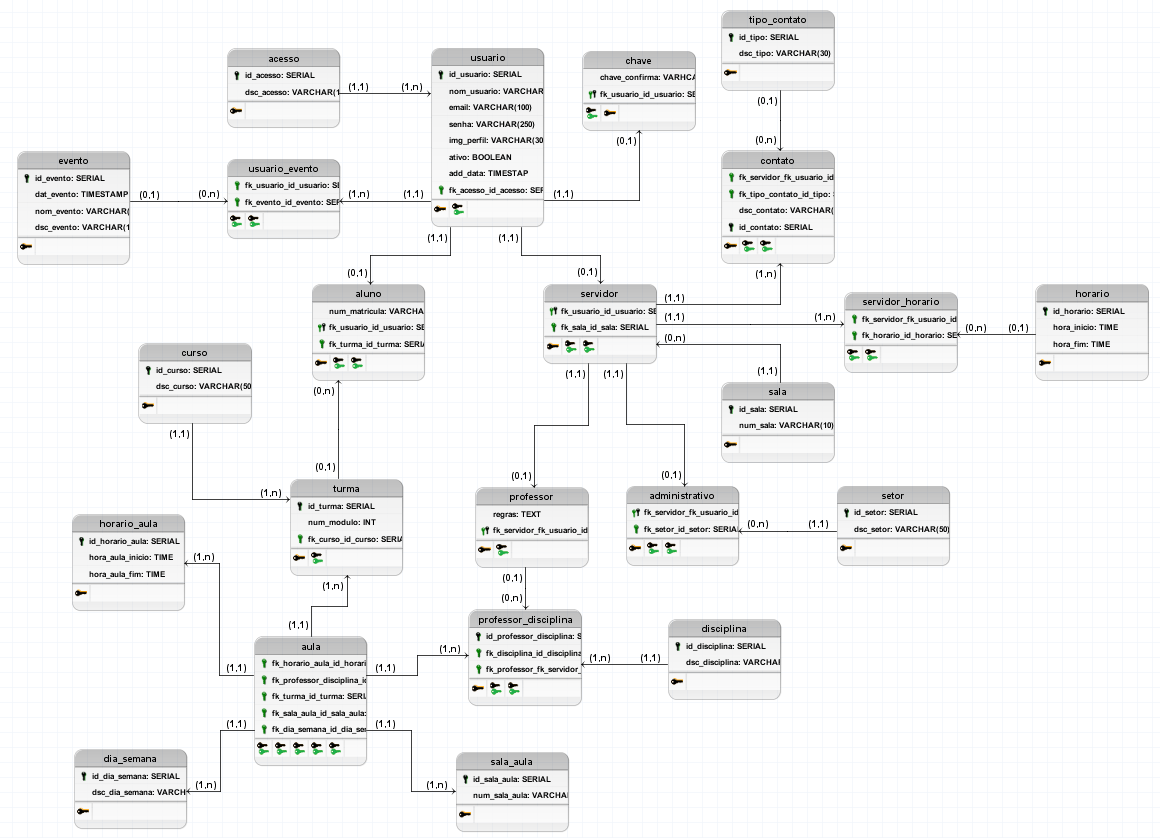 tipo_contato
id_tipo: SERIAL
dsc_tipo: VARCHAR(30)
(0,1)
(0,n)
acesso
id_acesso: SERIAL
dsc_acesso: VARCHAR(1
(1,1)
(1,n)
usuario
id_usuario: SERIAL
nom_usuario: VARCHAR
email: VARCHAR(100)
senha: VARCHAR(250)
img_perfil: VARCHAR(30
ativo: BOOLEAN
add_data: TIMESTAP
fk_acesso_id_acesso: SER
chave
chave_confirma: VARHCA
fk_usuario_id_usuario: SE
(0,1)
(1,1)
evento
id_evento: SERIAL
dat_evento: TIMESTAMP
nom_evento: VARCHAR(
dsc_evento: VARCHAR(1
(0,1)
(0,n)
usuario_evento
fk_usuario_id_usuario: SE
fk_evento_id_evento: SER
(1,n)
(1,1)
contato
fk_servidor_fk_usuario_id
fk_tipo_contato_id_tipo:
dsc_contato: VARCHAR(
id_contato: SERIAL
(1,n)
(1,1)
(1,1)
(0,1)
(0,1)
aluno
num_matricula: VARCHA
fk_usuario_id_usuario: SE
fk_turma_id_turma: SERIA
(0,n)
(0,1)
servidor
fk_usuario_id_usuario: SE
fk_sala_id_sala: SERIAL
(1,1)
(1,1)
(1,n)
(0,n)
(1,1)
(1,1)
(1,1)
servidor_horario
fk_servidor_fk_usuario_id
fk_horario_id_horario: SE
(0,n)
(0,1)
horario
id_horario: SERIAL
hora_inicio: TIME
hora_fim: TIME
curso
id_curso: SERIAL
dsc_curso: VARCHAR(50
(1,1)
(1,n)
sala
id_sala: SERIAL
num_sala: VARCHAR(10)
(0,1)
(0,1)
turma
id_turma: SERIAL
num_modulo: INT
fk_curso_id_curso: SERIA
(1,n)
(1,1)
professor
regras: TEXT
fk_servidor_fk_usuario_id
(0,1)
(0,n)
administrativo
fk_servidor_fk_usuario_id
fk_setor_id_setor: SERIAL
(0,n)
(1,1)
setor
id_setor: SERIAL
dsc_setor: VARCHAR(50)
horario_aula
id_horario_aula: SERIAL
hora_aula_inicio: TIME
hora_aula_fim: TIME
(1,n)
(1,1)
aula
fk_horario_aula_id_horari
fk_professor_disciplina_id
fk_turma_id_turma: SERIA
fk_sala_aula_id_sala_aula:
fk_dia_semana_id_dia_se
(1,1)
(1,n)
professor_disciplina
id_professor_disciplina: S
fk_disciplina_id_disciplina
fk_professor_fk_servidor_
(1,n)
(1,1)
disciplina
id_disciplina: SERIAL
dsc_disciplina: VARCHAR
(1,1)
(1,n)
dia_semana
id_dia_semana: SERIAL
dsc_dia_semana: VARCH
(1,1)
(1,n)
sala_aula
id_sala_aula: SERIAL
num_sala_aula: VARCHA